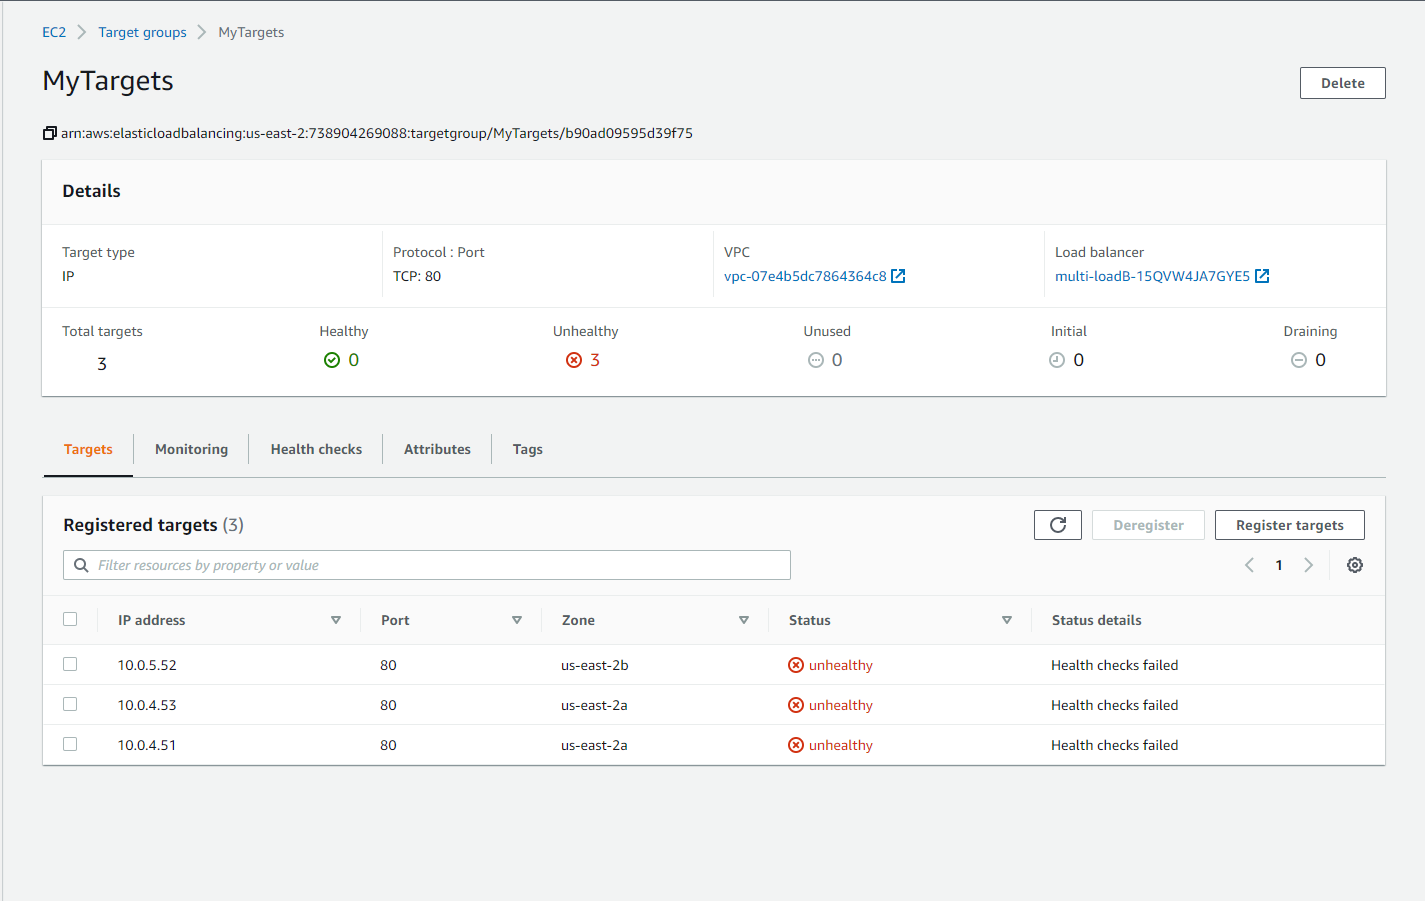 EC2 > Target groups > MyTargets
MyTargets
Delete
arn:aws:elasticloadbalancing:us-east-2:738904269088:targetgroup/MyTargets/b90ad09595d39f75
Details
Target type Protocol : Port VPC Load balancer
IP TCP: 80 vpc-07e4b5dc7864364c8 multi-loadB-15QVW4JA7GYE5
Total targets Healthy Unhealthy Unused Initial Draining
3 0 3 0 0 0
Targets Monitoring Health checks Attributes Tags
Registered targets (3) Deregister Register targets
Filter resources by property or value 1
IP address Port Zone Status Status details
10.0.5.52 80 us-east-2b unhealthy Health checks failed
10.0.4.53 80 us-east-2a unhealthy Health checks failed
10.0.4.51 80 us-east-2a unhealthy Health checks failed